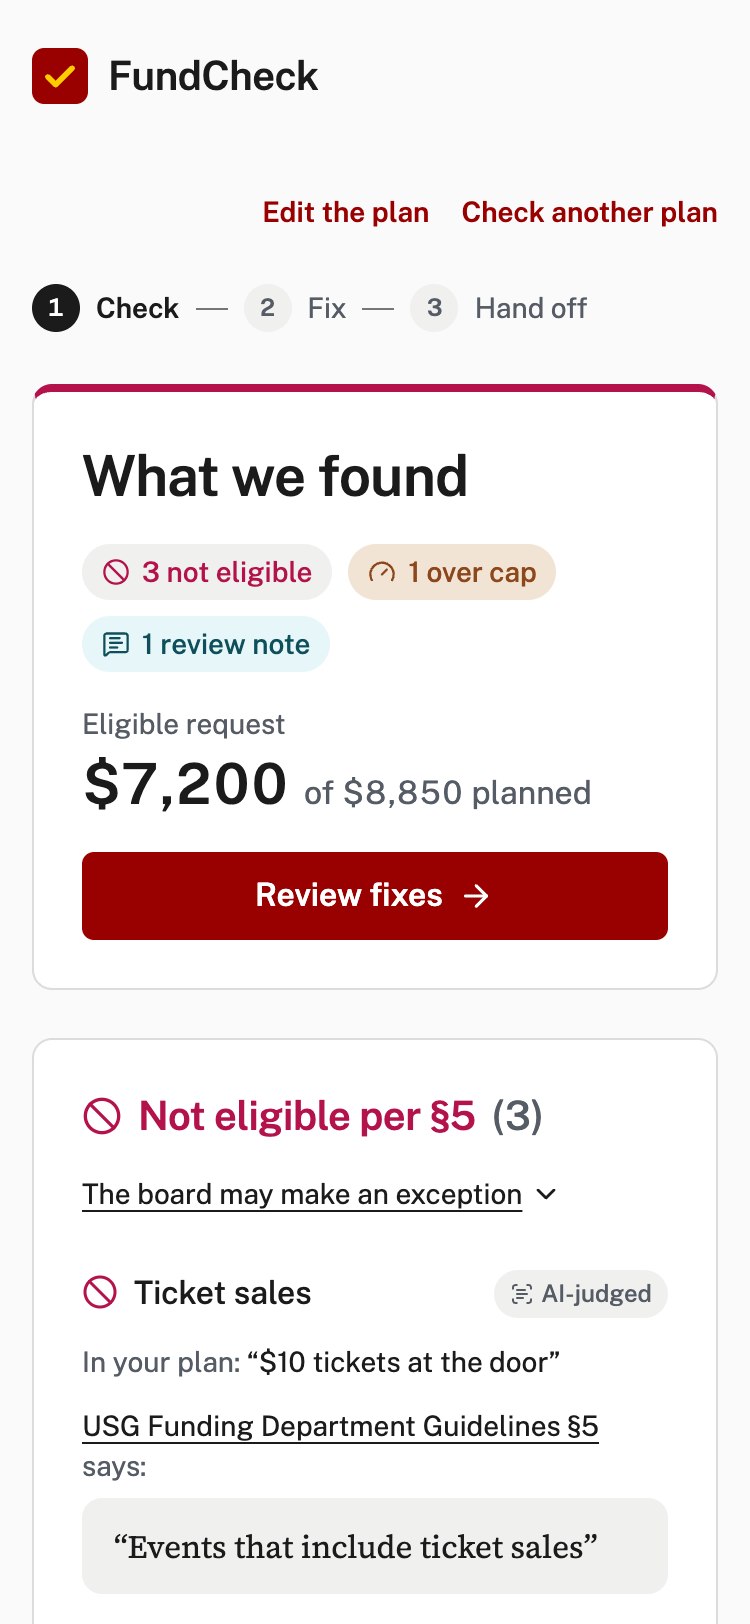 FundCheck
Edit the plan Check another plan
1 Check — 2 Fix — 3 Hand off
What we found
3 not eligible 1 over cap
1 review note
Eligible request
$7,200 of $8,850 planned
Review fixes →
Not eligible per §5 (3)
The board may make an exception
Ticket sales AI-judged
In your plan: “$10 tickets at the door”
USG Funding Department Guidelines §5
says:
“Events that include ticket sales”